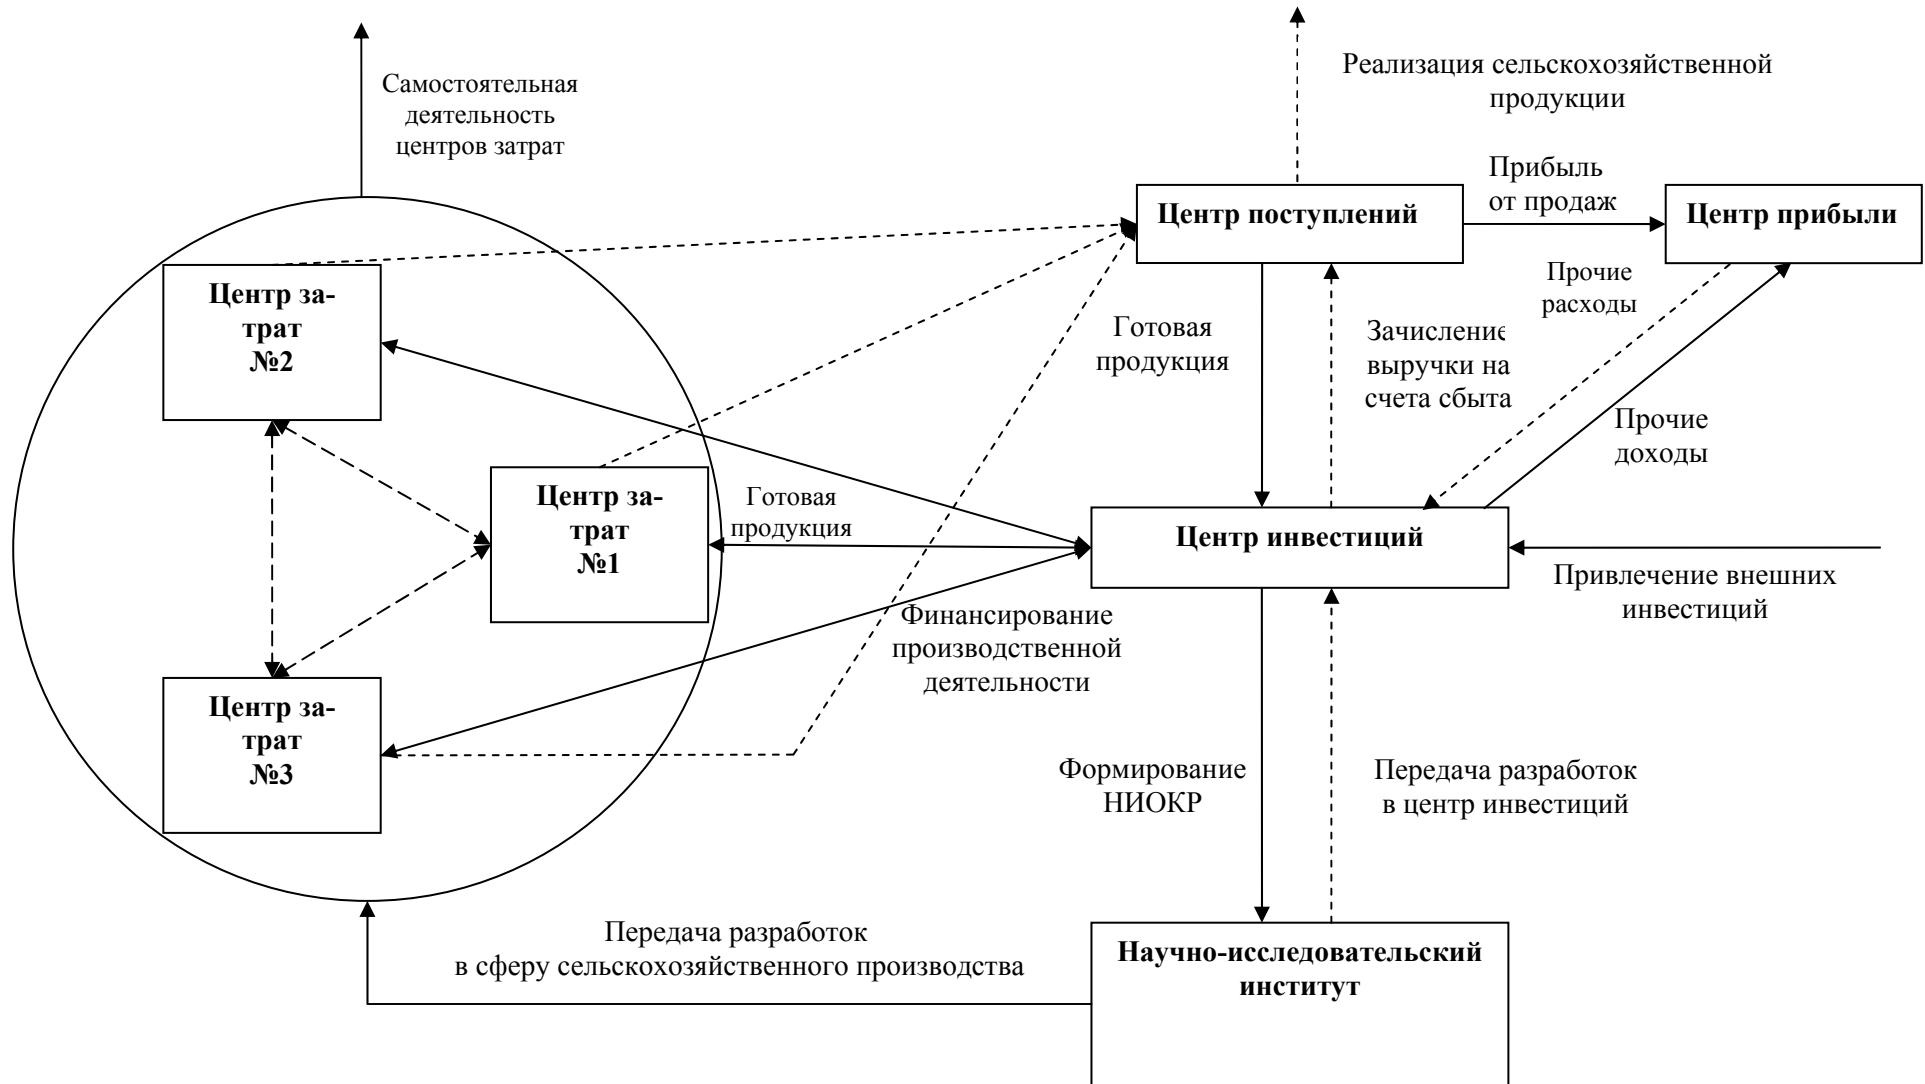 Самостоятельная
деятельность
центров затрат
Реализация сельскохозяйственной
продукции
Прибыль
от продаж
Центр поступлений
Центр прибыли
Центр за-
трат
№2
Готовая
продукция
Зачисление
выручки на
счета сбыта
Прочие
расходы
Прочие
доходы
Центр за-
трат
№1
Готовая
продукция
Центр инвестиций
Привлечение внешних
инвестиций
Финансирование
производственной
деятельности
Центр за-
трат
№3
Формирование
НИОКР
Передача разработок
в центр инвестиций
Передача разработок
в сферу сельскохозяйственного производства
Научно-исследовательский
институт